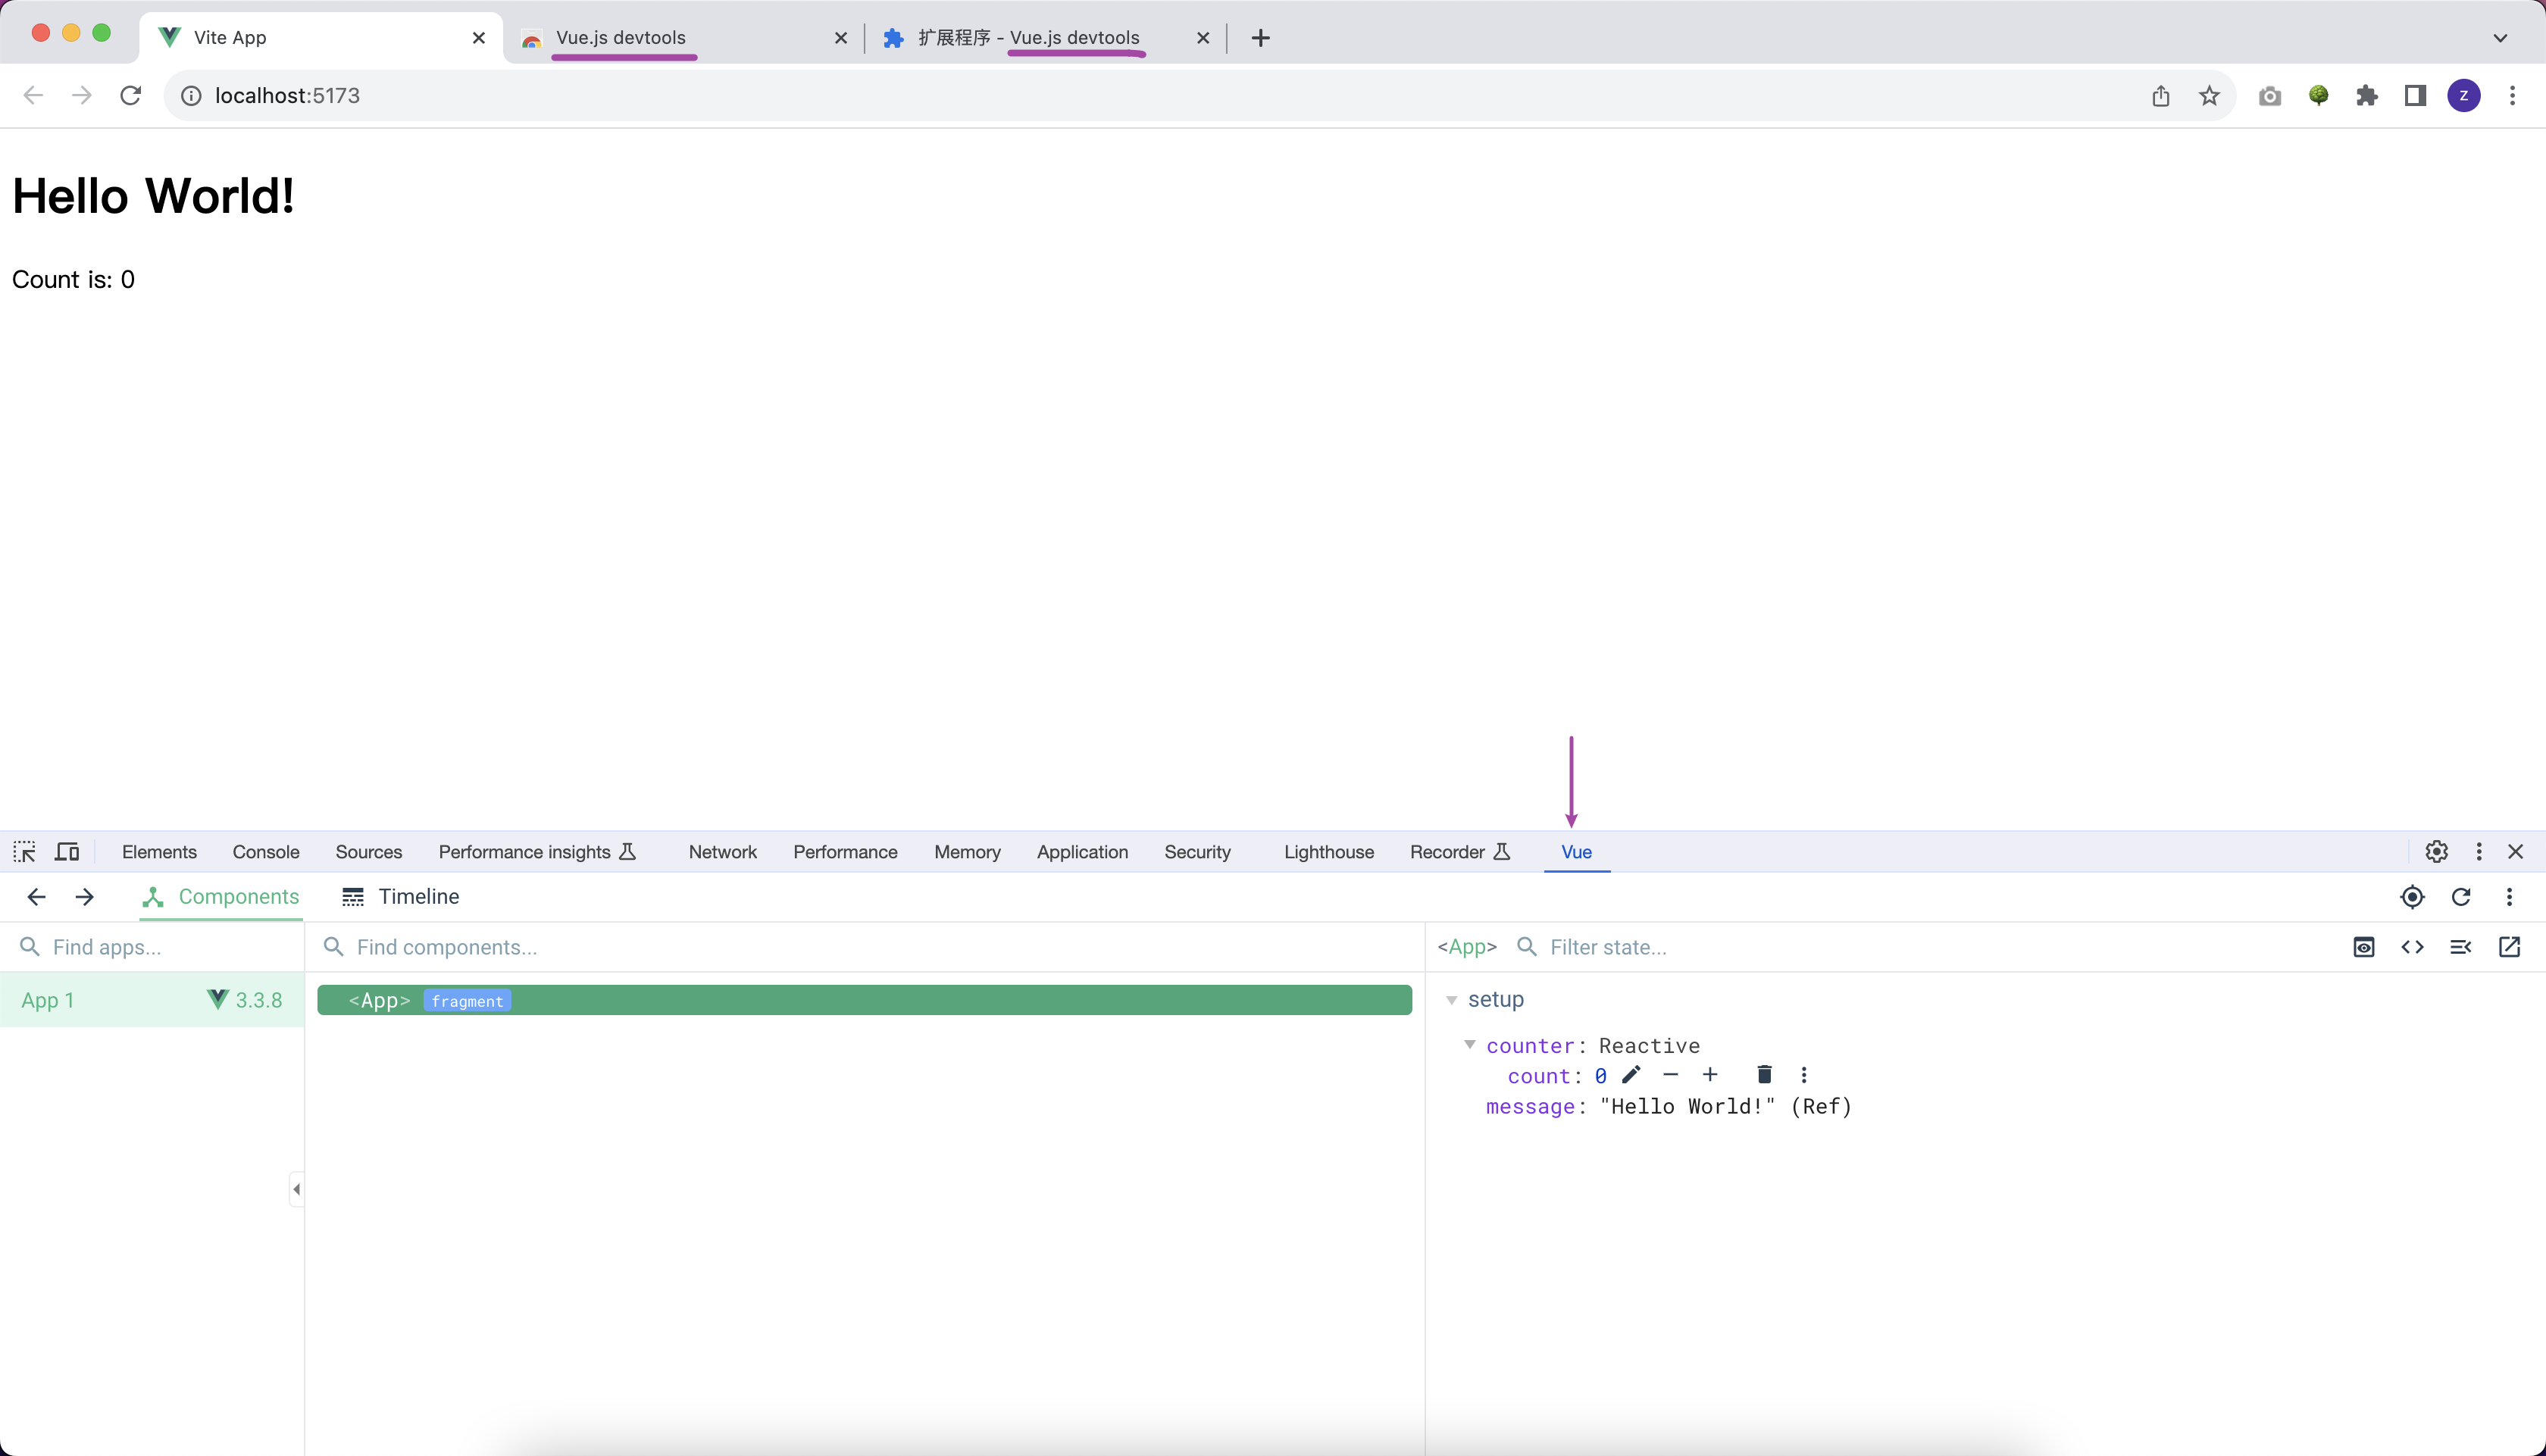 Vite App
Vue.js devtools
扩展程序 - Vue.js devtools
localhost:5173
Z
Hello World!
Count is: 0
Elements Console Sources Performance insights Network Performance Memory Application Security Lighthouse Recorder Vue
Components Timeline
Find apps...
Find components...
<App> Filter state...
App 1 3.3.8
<App> fragment
setup
counter: Reactive
count: 0
message: "Hello World!" (Ref)